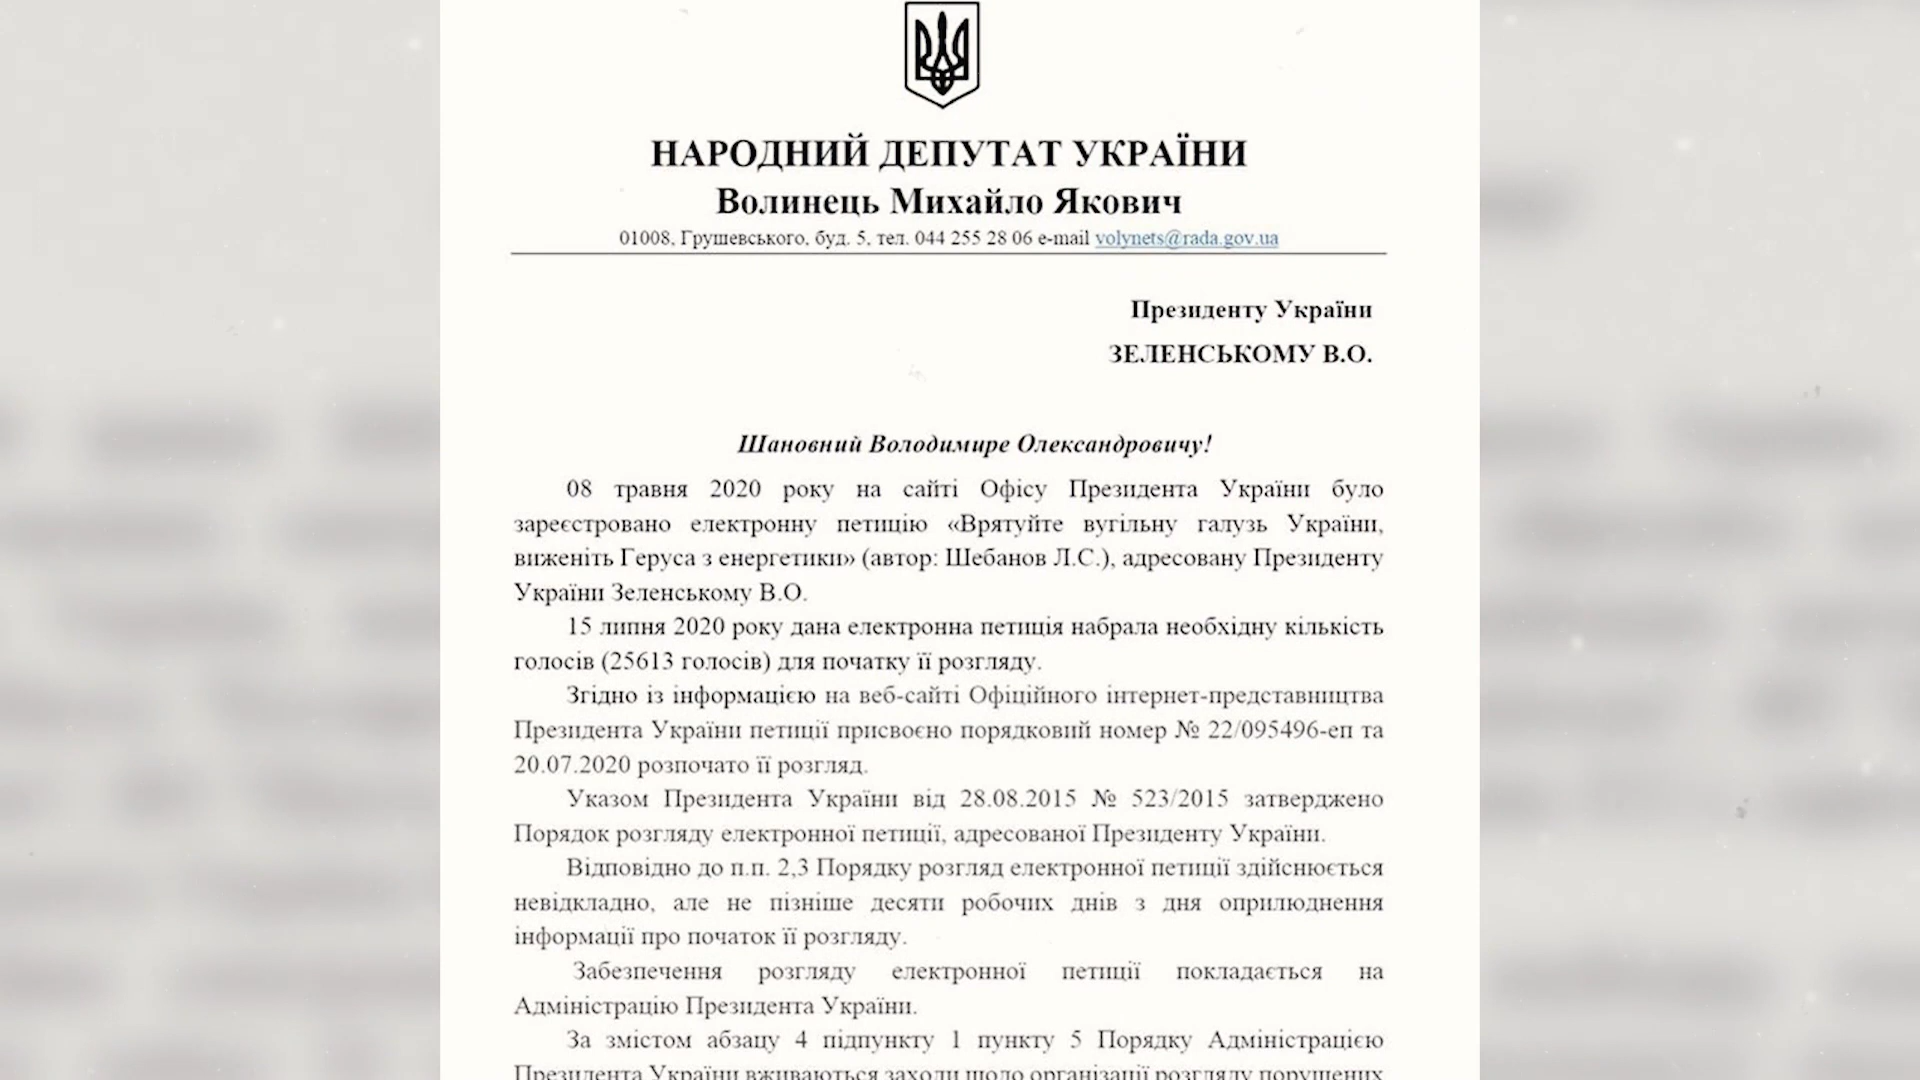 НАРОДНИЙ ДЕПУТАТ УКРАЇНИ
Волинець Михайло Якович
01008, Грушевського, буд. 5, тел. 044 255 28 06 e-mail volynets@rada.gov.ua
Президенту України
ЗЕЛЕНСЬКОМУ В.О.
Шановний Володимире Олександровичу!
08 травня 2020 року на сайті Офісу Президента України було
зареєстровано електронну петицію «Врятуйте вугільну галузь України,
виженіть Геруса з енергетики» (автор: Шебанов Л.С.), адресовану Президенту
України Зеленському В.О.
15 липня 2020 року дана електронна петиція набрала необхідну кількість
голосів (25613 голосів) для початку її розгляду.
Згідно із інформацією на веб-сайті Офіційного інтернет-представництва
Президента України петиції присвоєно порядковий номер № 22/095496-еп та
20.07.2020 розпочато її розгляд.
Указом Президента України від 28.08.2015 № 523/2015 затверджено
Порядок розгляду електронної петиції, адресованої Президенту України.
Відповідно до п.п. 2,3 Порядку розгляд електронної петиції здійснюється
невідкладно, але не пізніше десяти робочих днів з дня оприлюднення
інформації про початок її розгляду.
Забезпечення розгляду електронної петиції покладається на
Адміністрацію Президента України.
За змістом абзацу 4 підпункту 1 пункту 5 Порядку Адміністрацією
Президента України вживаються заходи щодо організації розгляду порушених